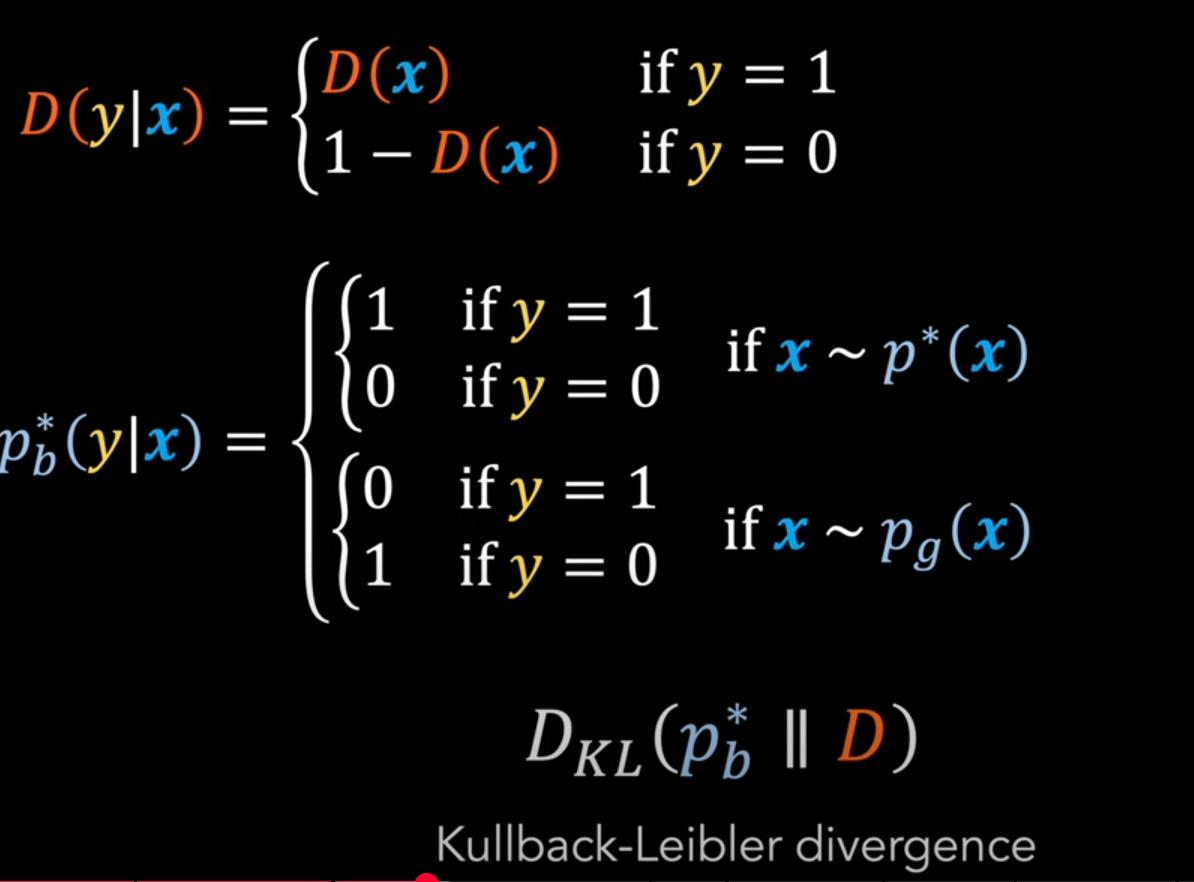 D(y|x) = { D(x) if y = 1
1 − D(x) if y = 0
p*_b(y|x) = { { 1 if y = 1
0 if y = 0 if x ~ p*(x)
{ 0 if y = 1
1 if y = 0 if x ~ p_g(x)
D_KL(p*_b ∥ D)
Kullback-Leibler divergence